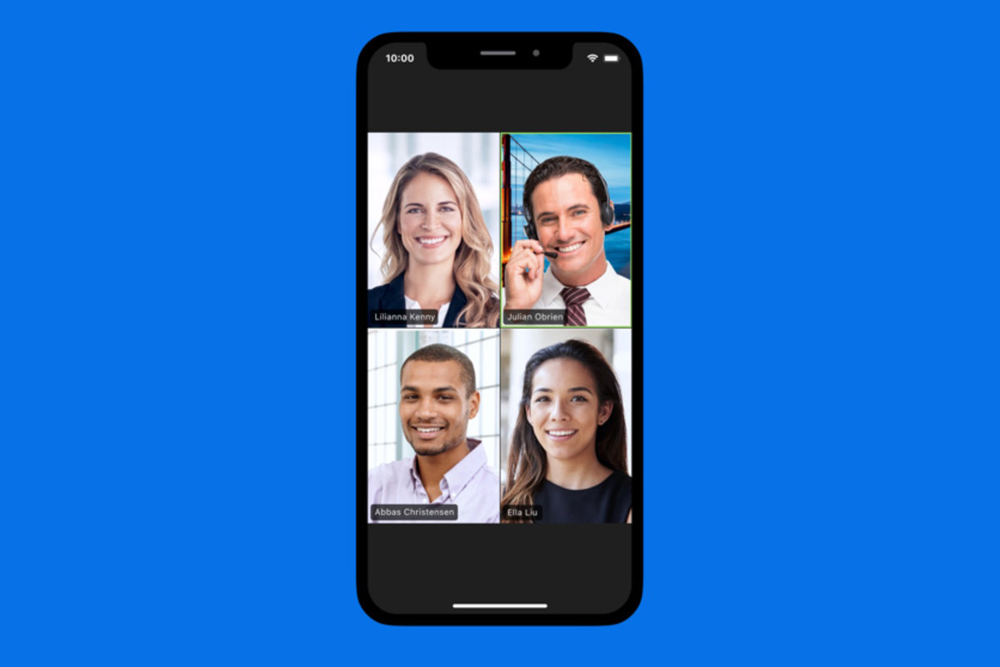 10:00
Lilianna Kenny
Julian Obrien
Abbas Christensen
Ella Liu